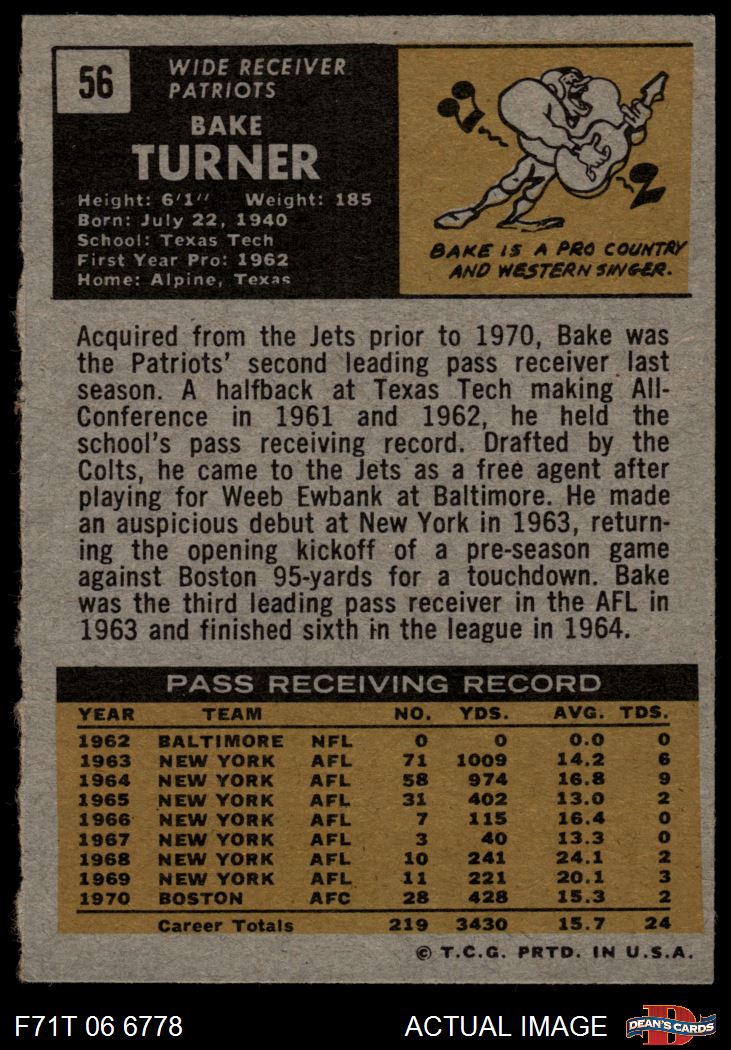 56
WIDE RECEIVER
PATRIOTS
BAKE
TURNER
Height: 6'1" Weight: 185
Born: July 22, 1940
School: Texas Tech
First Year Pro: 1962
Home: Alpine, Texas
BAKE IS A PRO COUNTRY
AND WESTERN SINGER.
Acquired from the Jets prior to 1970, Bake was
the Patriots' second leading pass receiver last
season. A halfback at Texas Tech making All-
Conference in 1961 and 1962, he held the
school's pass receiving record. Drafted by the
Colts, he came to the Jets as a free agent after
playing for Weeb Ewbank at Baltimore. He made
an auspicious debut at New York in 1963, return-
ing the opening kickoff of a pre-season game
against Boston 95-yards for a touchdown. Bake
was the third leading pass receiver in the AFL in
1963 and finished sixth in the league in 1964.
PASS RECEIVING RECORD
YEAR TEAM NO. YDS. AVG. TDS.
1962 BALTIMORE NFL 0 0 0.0 0
1963 NEW YORK AFL 71 1009 14.2 6
1964 NEW YORK AFL 58 974 16.8 9
1965 NEW YORK AFL 31 402 13.0 2
1966 NEW YORK AFL 7 115 16.4 0
1967 NEW YORK AFL 3 40 13.3 0
1968 NEW YORK AFL 10 241 24.1 2
1969 NEW YORK AFL 11 221 20.1 3
1970 BOSTON AFC 28 428 15.3 2
Career Totals 219 3430 15.7 24
© T.C.G. PRTD. IN U.S.A.
F71T 06 6778 ACTUAL IMAGE DEAN'S CARDS